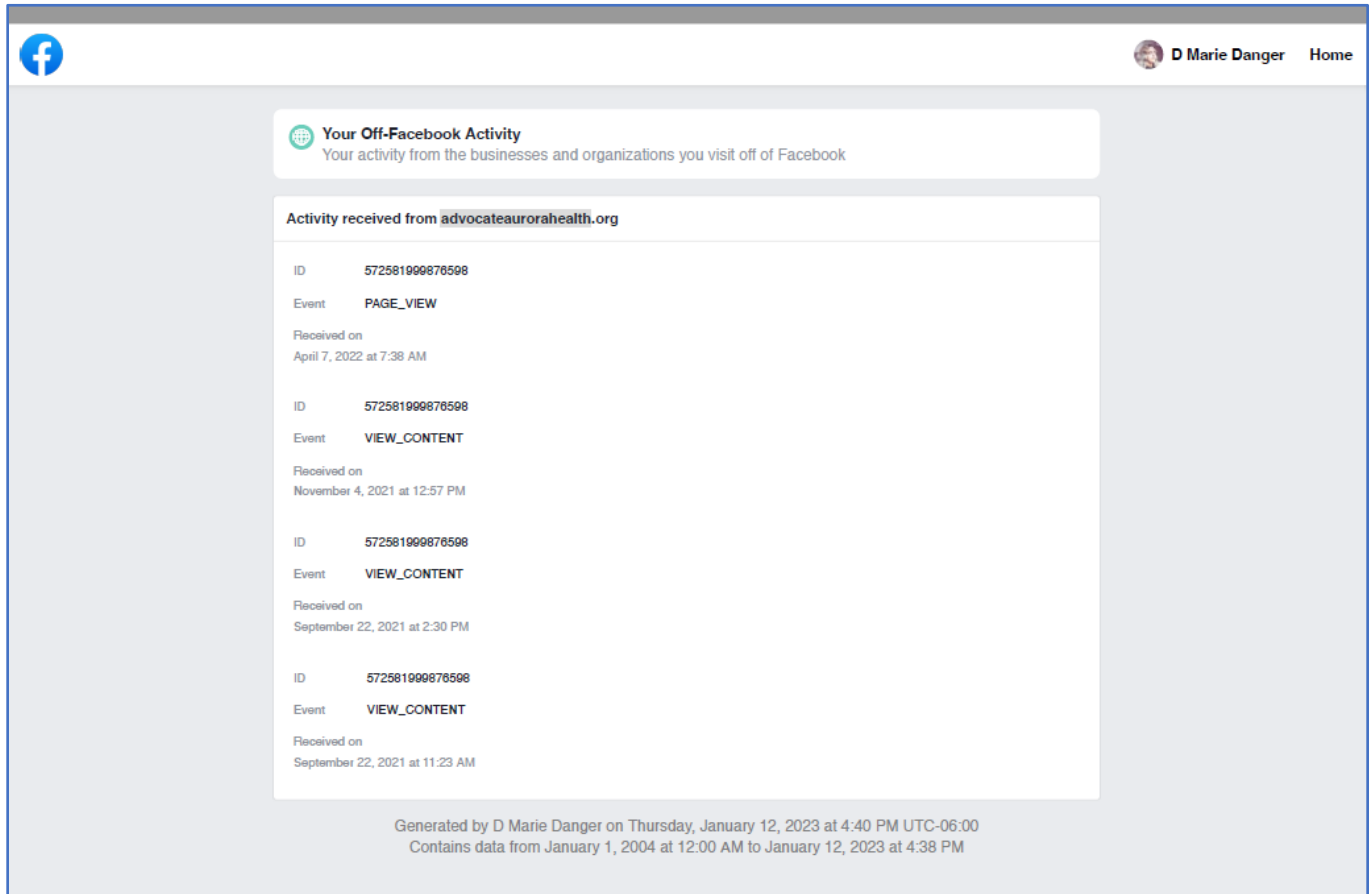 D Marie Danger Home
Your Off-Facebook Activity
Your activity from the businesses and organizations you visit off of Facebook
Activity received from advocateaurorahealth.org
ID 572581999876598
Event PAGE_VIEW
Received on
April 7, 2022 at 7:38 AM
ID 572581999876598
Event VIEW_CONTENT
Received on
November 4, 2021 at 12:57 PM
ID 572581999876598
Event VIEW_CONTENT
Received on
September 22, 2021 at 2:30 PM
ID 572581999876598
Event VIEW_CONTENT
Received on
September 22, 2021 at 11:23 AM
Generated by D Marie Danger on Thursday, January 12, 2023 at 4:40 PM UTC-06:00
Contains data from January 1, 2004 at 12:00 AM to January 12, 2023 at 4:38 PM